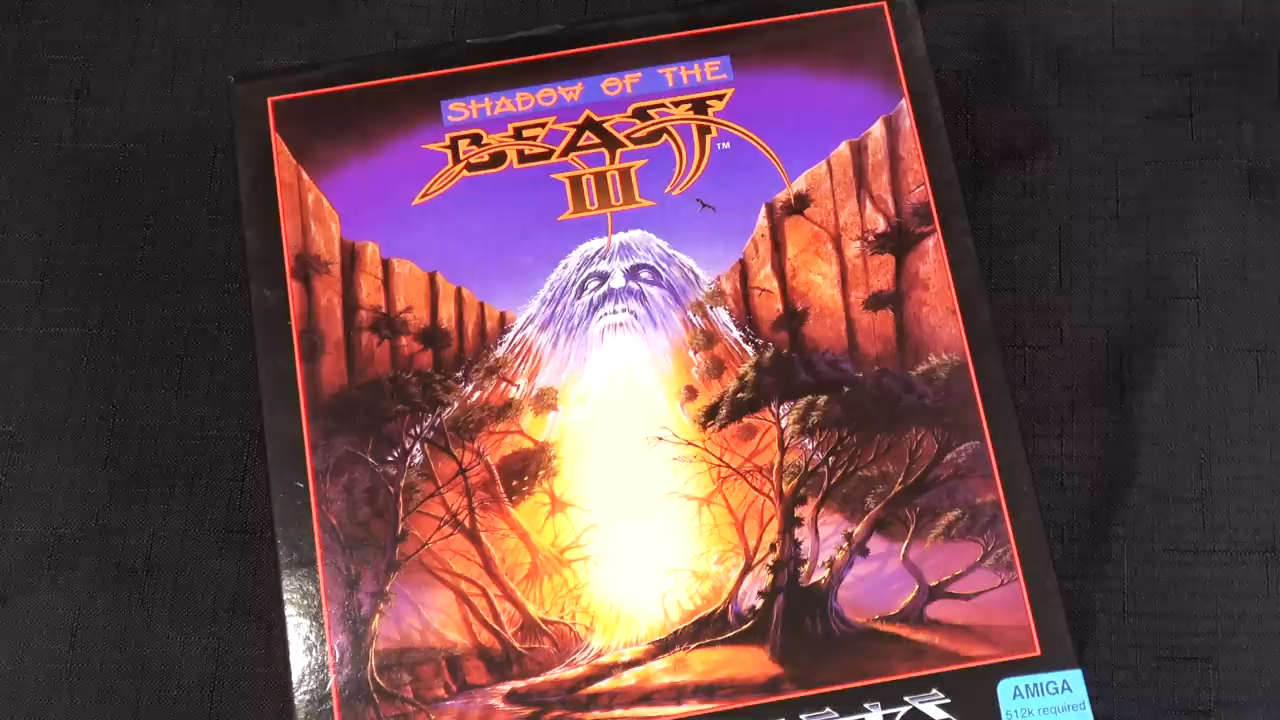 SHADOW OF THE
BEAST
™
III
AMIGA
512k required